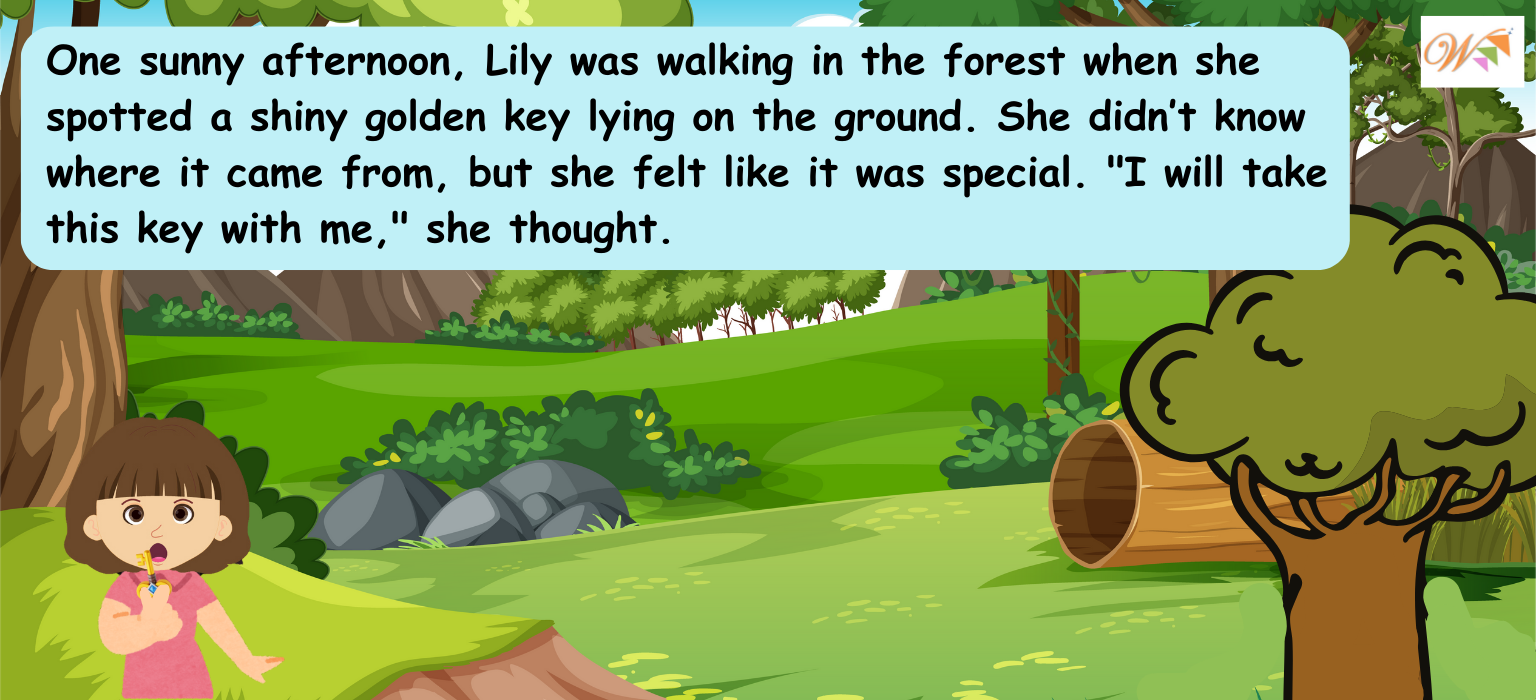 One sunny afternoon, Lily was walking in the forest when she
spotted a shiny golden key lying on the ground. She didn't know
where it came from, but she felt like it was special. "I will take
this key with me," she thought.
W